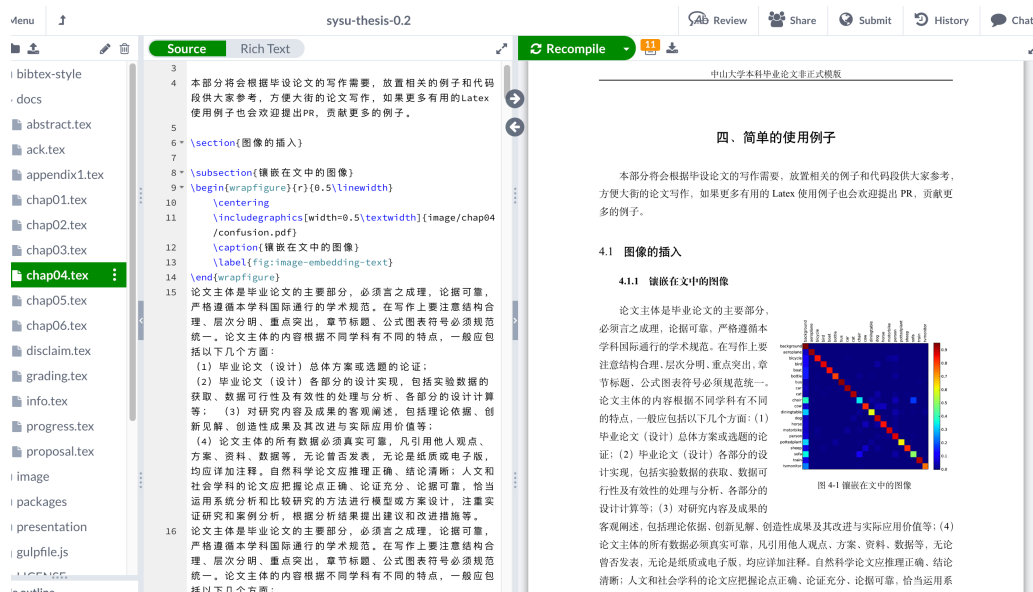 Menu
sysu-thesis-0.2
Review
Share
Submit
History
Chat
Source
Rich Text
Recompile
11
bibtex-style
docs
abstract.tex
ack.tex
appendix1.tex
chap01.tex
chap02.tex
chap03.tex
chap04.tex
chap05.tex
chap06.tex
disclaim.tex
grading.tex
info.tex
progress.tex
proposal.tex
image
packages
presentation
gulpfile.js
3
4 本部分将会根据毕设论文的写作需要，放置相关的例子和代码
段供大家参考，方便大街的论文写作，如果更多有用的Latex
使用例子也会欢迎提出PR，贡献更多的例子。
5
6 \section{图像的插入}
7
8 \subsection{镶嵌在文中的图像}
9 \begin{wrapfigure}{r}{0.5\linewidth}
10 \centering
11 \includegraphics[width=0.5\textwidth]{image/chap04
/confusion.pdf}
12 \caption{镶嵌在文中的图像}
13 \label{fig:image-embedding-text}
14 \end{wrapfigure}
15 论文主体是毕业论文的主要部分，必须言之成理，论据可靠，
严格遵循本学科国际通行的学术规范。在写作上要注意结构合
理、层次分明、重点突出，章节标题、公式图表符号必须规范
统一。论文主体的内容根据不同学科有不同的特点，一般应包
括以下几个方面：
（1）毕业论文（设计）总体方案或选题的论证；
（2）毕业论文（设计）各部分的设计实现，包括实验数据的
获取、数据可行性及有效性的处理与分析、各部分的设计计算
等； （3）对研究内容及成果的客观阐述，包括理论依据、创
新见解、创造性成果及其改进与实际应用价值等；
（4）论文主体的所有数据必须真实可靠，凡引用他人观点、
方案、资料、数据等，无论曾否发表，无论是纸质或电子版，
均应详加注释。自然科学论文应推理正确、结论清晰；人文和
社会学科的论文应把握论点正确、论证充分、论据可靠，恰当
运用系统分析和比较研究的方法进行模型或方案设计，注重实
证研究和案例分析，根据分析结果提出建议和改进措施等。
16 论文主体是毕业论文的主要部分，必须言之成理，论据可靠，
严格遵循本学科国际通行的学术规范。在写作上要注意结构合
理、层次分明、重点突出，章节标题、公式图表符号必须规范
统一。论文主体的内容根据不同学科有不同的特点，一般应包
括以下几个方面：
中山大学本科毕业论文非正式模版
四、简单的使用例子
本部分将会根据毕设论文的写作需要，放置相关的例子和代码段供大家参考，
方便大街的论文写作，如果更多有用的 Latex 使用例子也会欢迎提出 PR，贡献更
多的例子。
4.1 图像的插入
4.1.1 镶嵌在文中的图像
论文主体是毕业论文的主要部分，
必须言之成理，论据可靠，严格遵循本
学科国际通行的学术规范。在写作上要
注意结构合理、层次分明、重点突出，章
节标题、公式图表符号必须规范统一。
论文主体的内容根据不同学科有不同
的特点，一般应包括以下几个方面：（1）
毕业论文（设计）总体方案或选题的论
证；（2）毕业论文（设计）各部分的设
计实现，包括实验数据的获取、数据可
行性及有效性的处理与分析、各部分的
设计计算等；（3）对研究内容及成果的
客观阐述，包括理论依据、创新见解、创造性成果及其改进与实际应用价值等；（4）
论文主体的所有数据必须真实可靠，凡引用他人观点、方案、资料、数据等，无论
曾否发表，无论是纸质或电子版，均应详加注释。自然科学论文应推理正确、结论
清晰；人文和社会学科的论文应把握论点正确、论证充分、论据可靠，恰当运用系
background
aeroplane
bicycle
bird
boat
bottle
bus
car
cat
chair
cow
diningtable
dog
horse
motorbike
person
pottedplant
sheep
sofa
train
tvmonitor
0.9
0.8
0.7
0.6
0.5
0.4
0.3
0.2
0.1
0.0
图 4-1 镶嵌在文中的图像